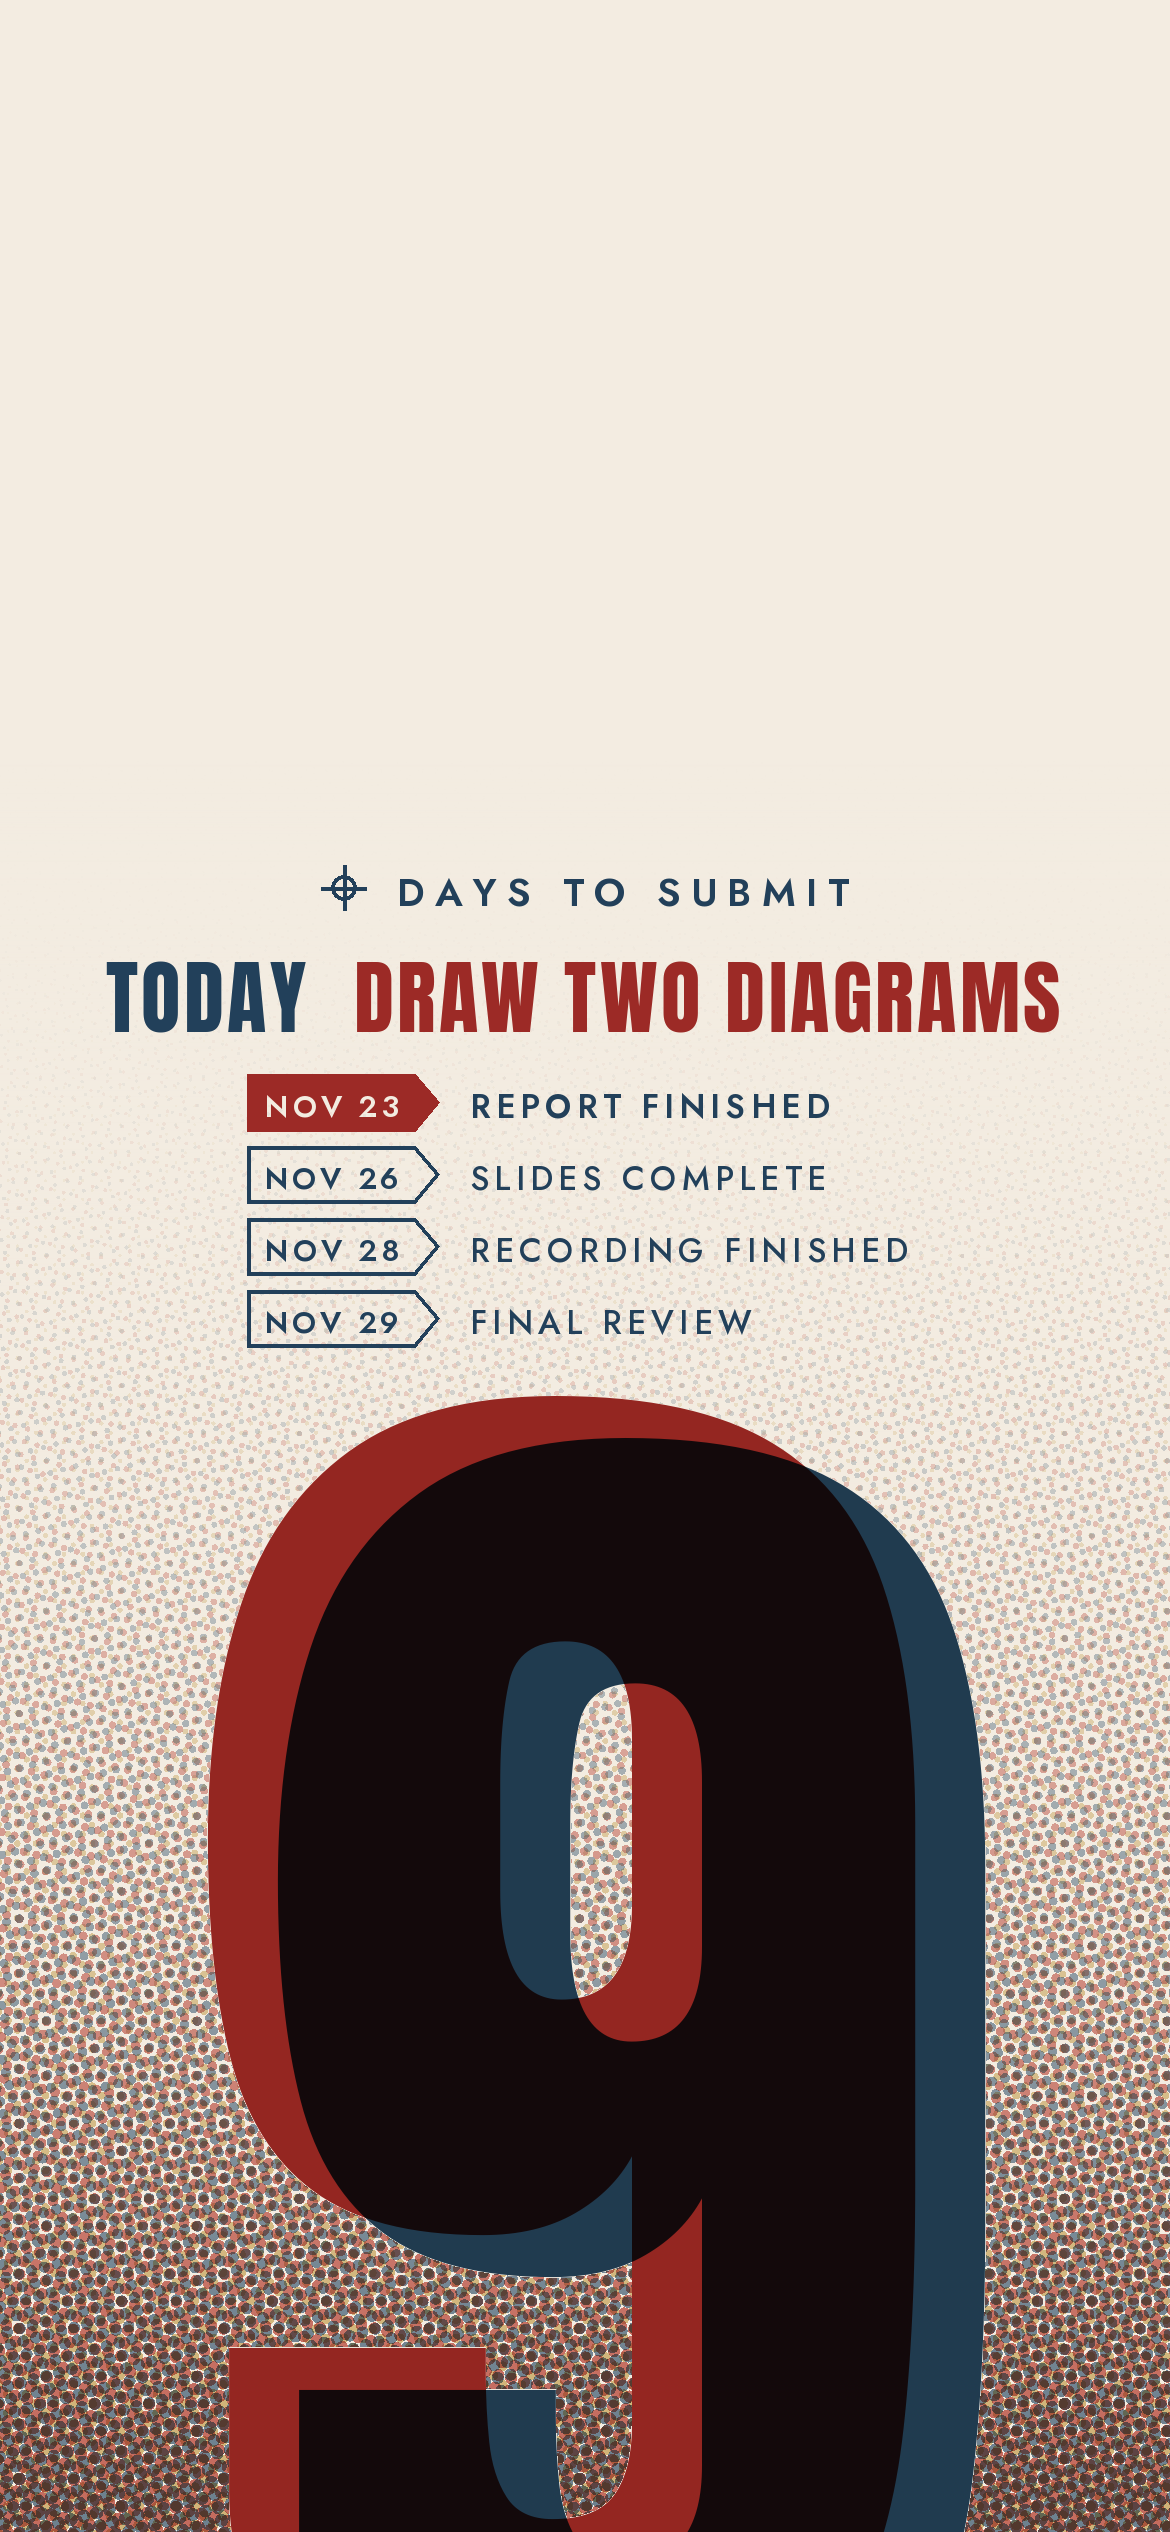 DAYS TO SUBMIT
TODAY DRAW TWO DIAGRAMS
NOV 23 REPORT FINISHED
NOV 26 SLIDES COMPLETE
NOV 28 RECORDING FINISHED
NOV 29 FINAL REVIEW
9